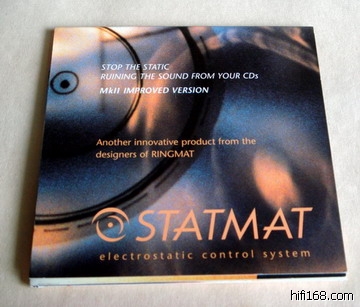 STOP THE STATIC
RUINING THE SOUND FROM YOUR CDs
MkII IMPROVED VERSION
Another innovative product from the
designers of RINGMAT
STATMAT
electrostatic control system
hifi168.com